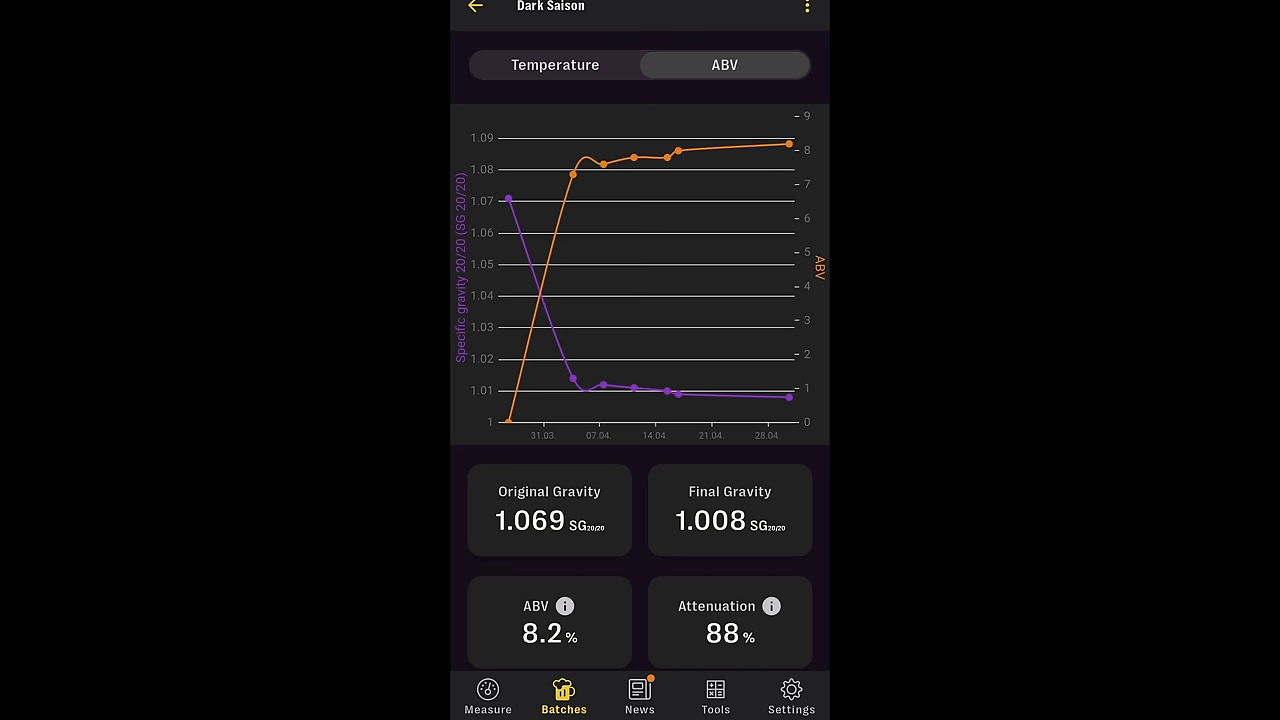 Dark Saison
Temperature ABV
9
1.09
8
1.08
7
1.07
6
1.06
5
1.05
4
1.04
3
1.03
2
1.02
1
1.01
1 0
Specific gravity 20/20 (SG 20/20)
ABV
31.03. 07.04. 14.04. 21.04. 28.04.
Original Gravity Final Gravity
1.069 SG20/20 1.008 SG20/20
ABV i Attenuation i
8.2 % 88 %
Measure Batches News Tools Settings